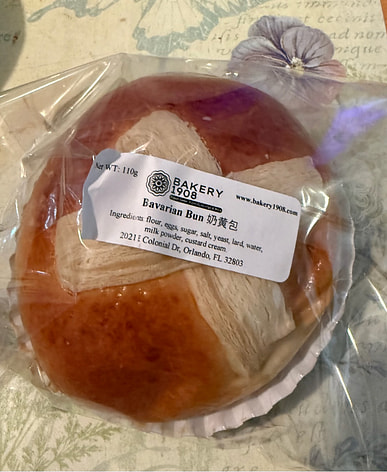 Net WT: 110g
BAKERY
1908
www.bakery1908.com
Bavarian Bun 奶黄包
Ingredients flour, eggs, sugar, salt, yeast, lard, water,
milk powder, custard cream.
2021 E Colonial Dr, Orlando, FL 32803